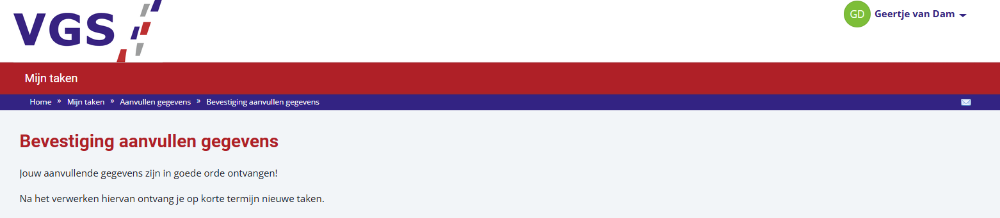 VGS
GD Geertje van Dam
Mijn taken
Home » Mijn taken » Aanvullen gegevens » Bevestiging aanvullen gegevens
Bevestiging aanvullen gegevens
Jouw aanvullende gegevens zijn in goede orde ontvangen!
Na het verwerken hiervan ontvang je op korte termijn nieuwe taken.